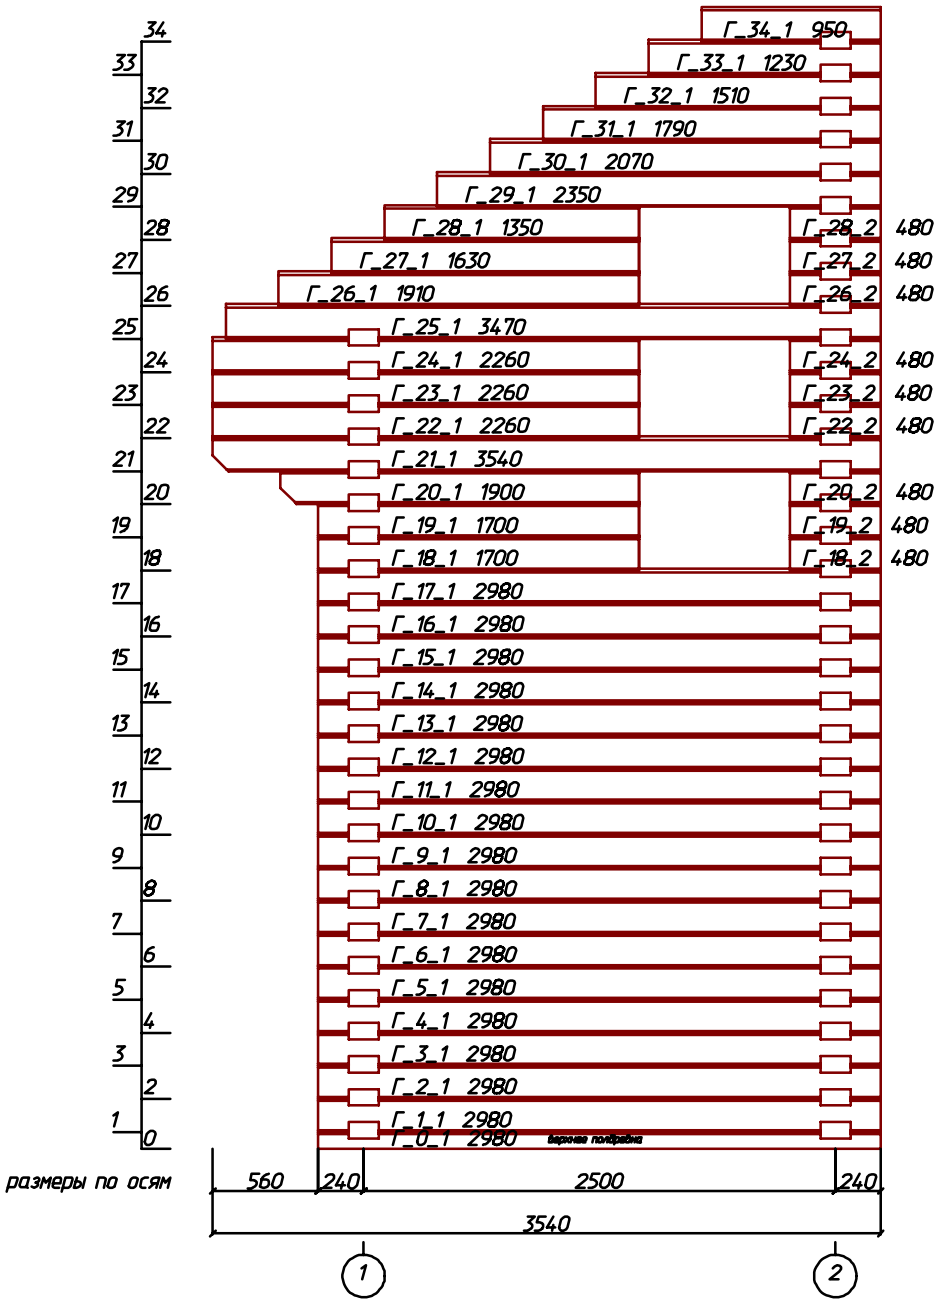 34 Г_34_1 950
33 Г_33_1 1230
32 Г_32_1 1510
31 Г_31_1 1790
30 Г_30_1 2070
29 Г_29_1 2350
28 Г_28_1 1350 Г_28_2 480
27 Г_27_1 1630 Г_27_2 480
26 Г_26_1 1910 Г_26_2 480
25 Г_25_1 3470
24 Г_24_1 2260 Г_24_2 480
23 Г_23_1 2260 Г_23_2 480
22 Г_22_1 2260 Г_22_2 480
21 Г_21_1 3540
20 Г_20_1 1900 Г_20_2 480
19 Г_19_1 1700 Г_19_2 480
18 Г_18_1 1700 Г_18_2 480
17 Г_17_1 2980
16 Г_16_1 2980
15 Г_15_1 2980
14 Г_14_1 2980
13 Г_13_1 2980
12 Г_12_1 2980
11 Г_11_1 2980
10 Г_10_1 2980
9 Г_9_1 2980
8 Г_8_1 2980
7 Г_7_1 2980
6 Г_6_1 2980
5 Г_5_1 2980
4 Г_4_1 2980
3 Г_3_1 2980
2 Г_2_1 2980
1 Г_1_1 2980
0 Г_0_1 2980 верхнее
размеры по осям 560 240 2500 240
3540
1 2